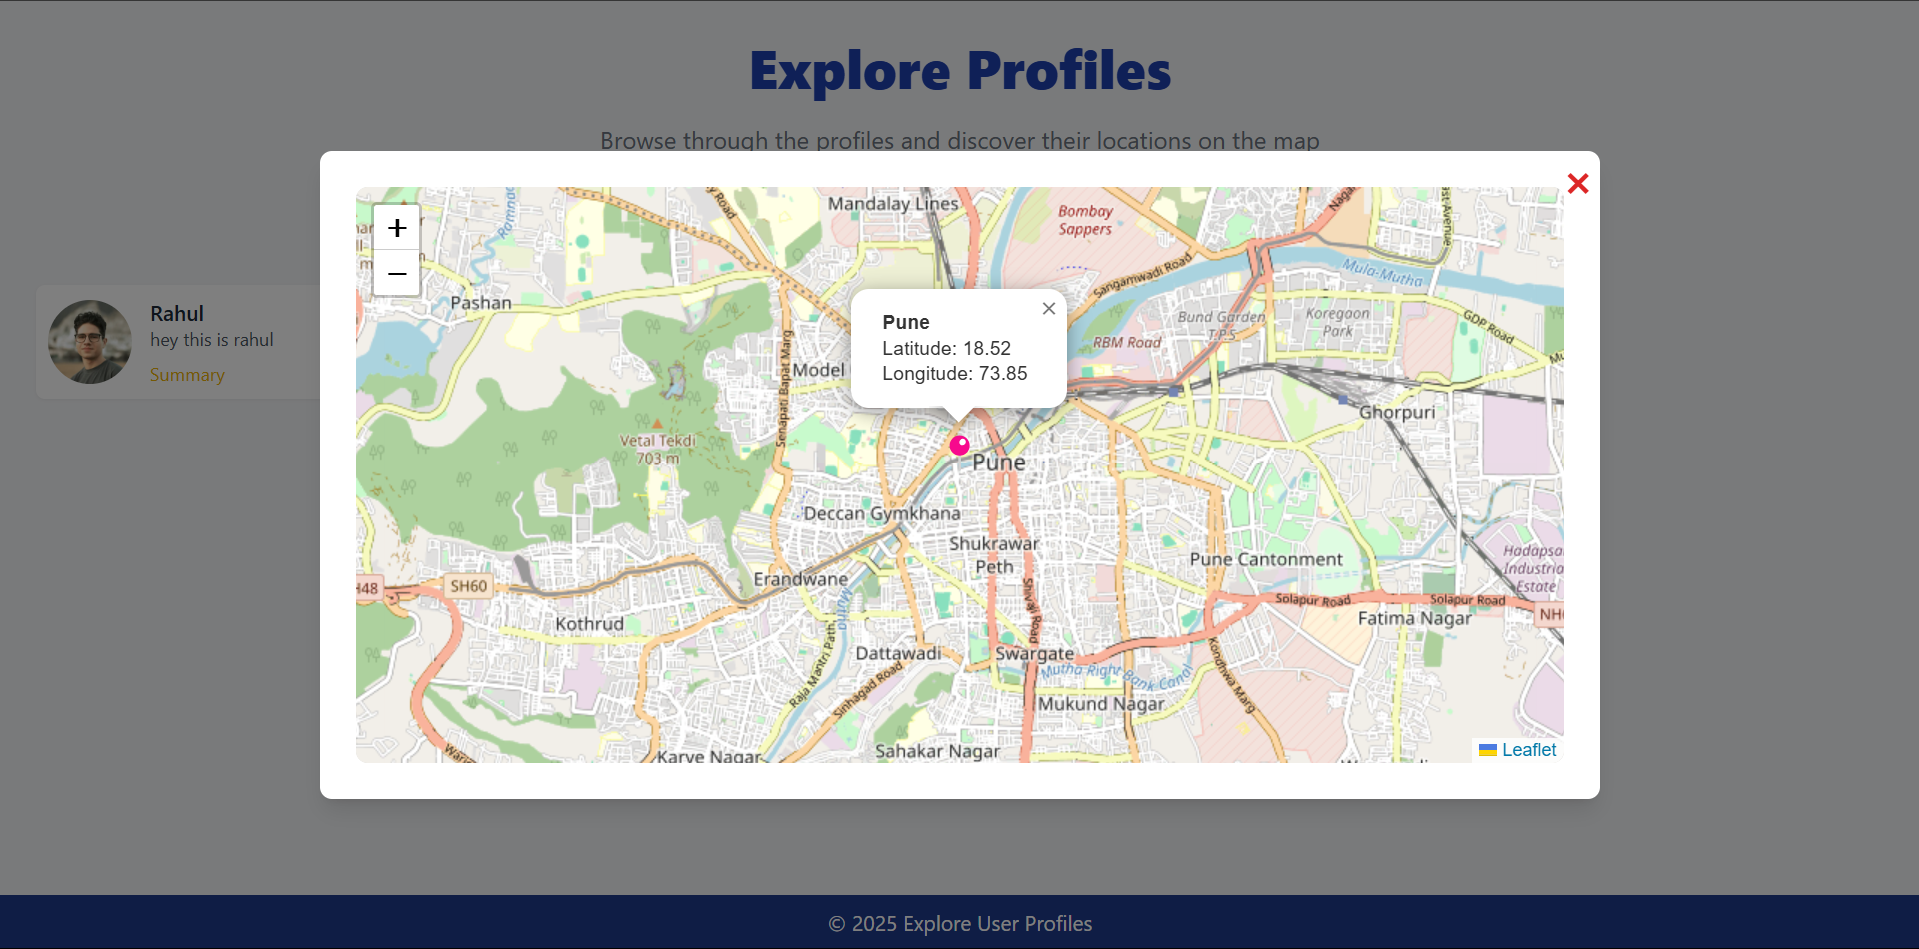 Explore Profiles
Browse through the profiles and discover their locations on the map
Rahul
hey this is rahul
Summary
×
+
−
Mandalay Lines
Bombay
Sappers
Sangamwadi Road
Mula-Mutha
Pashan
Bund Garden
T.P.S.
Koregaon
Park
GDP Road
RBM Road
Pune
Latitude: 18.52
Longitude: 73.85
×
Model
Senapati Bapat Marg
Ghorpuri
Vetal Tekdi
703 m
Pune
Deccan Gymkhana
Shukrawar
Peth
Pune Cantonment
Erandwane
SH60
Kothrud
Mutha
Shivaji Road
Solapur Road
Solapur Road
Fatima Nagar
Industria
Estate
Raja Mantri Path
Dattawadi
Swargate
Sinhagad Road
Mutha Right Bank Canal
Kondhwa Marg
Mukund Nagar
Karve Nagar
Sahakar Nagar
Leaflet
© 2025 Explore User Profiles